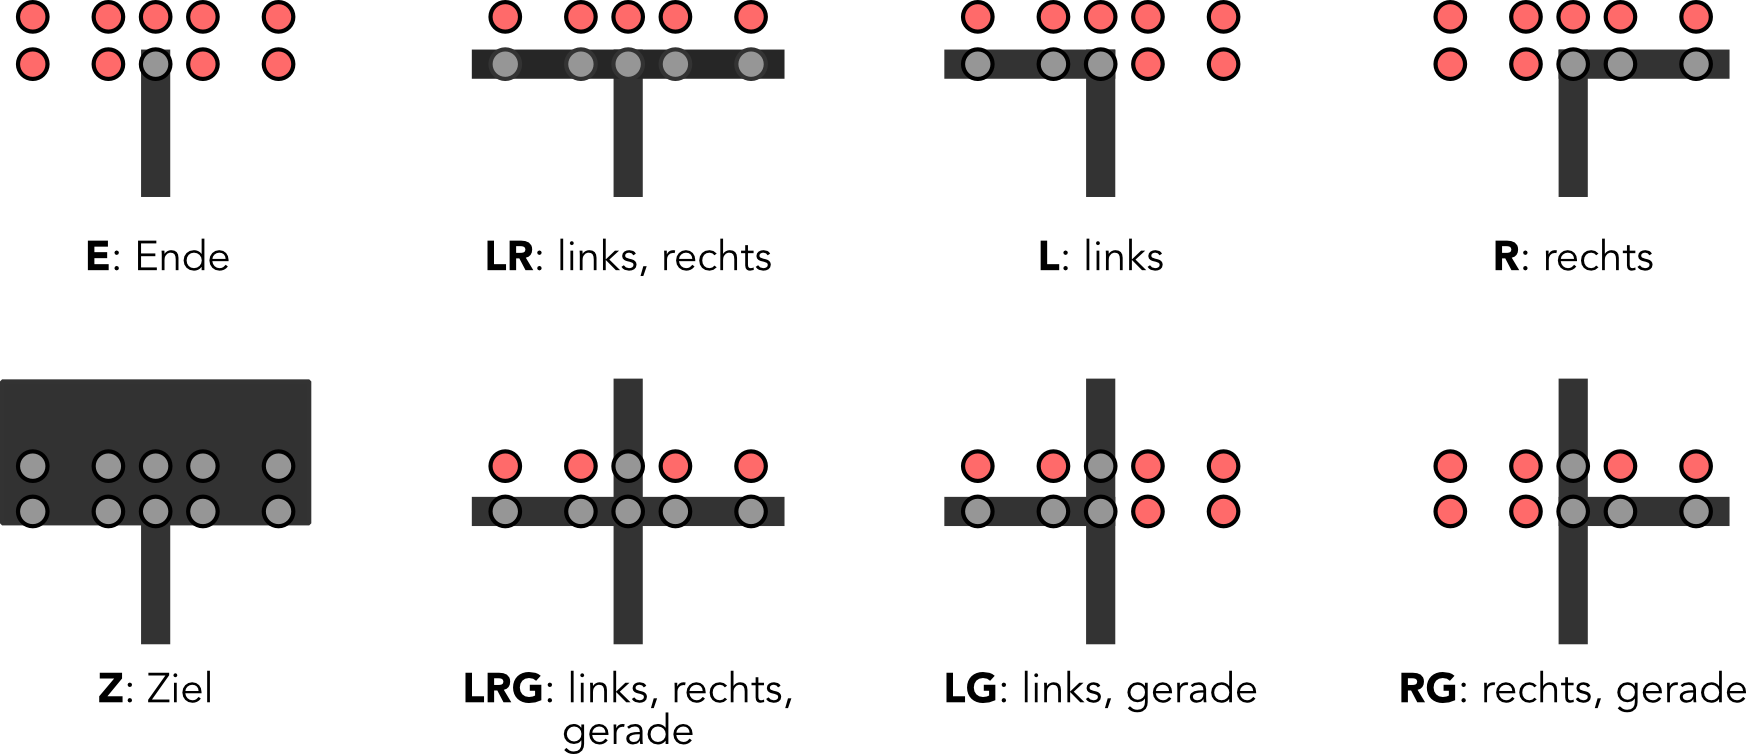 E: Ende
LR: links, rechts
L: links
R: rechts
Z: Ziel
LRG: links, rechts,
gerade
LG: links, gerade
RG: rechts, gerade